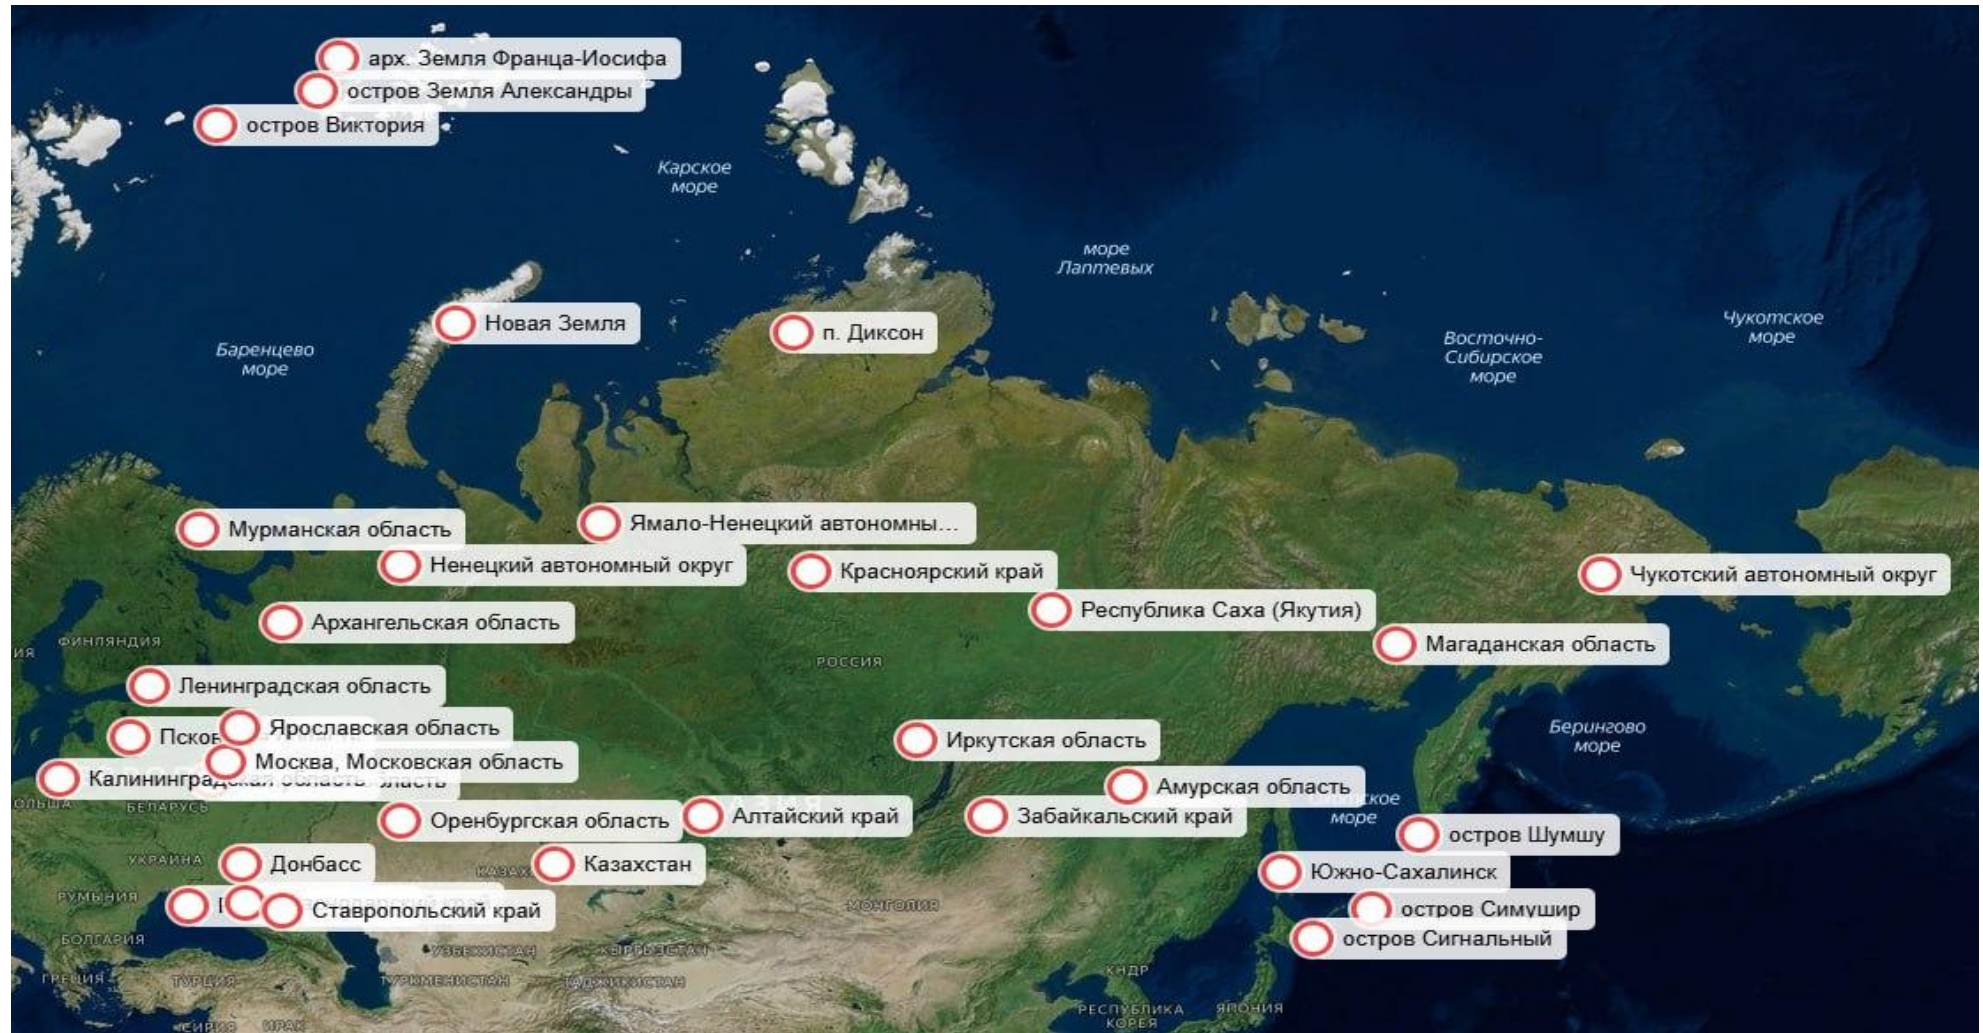 арх. Земля Франца-Иосифа
остров Земля Александры
остров Виктория
Карское
море
море
Лаптевых
Новая Земля
п. Диксон
Чукотское
море
Восточно-
Сибирское
море
Баренцево
море
Мурманская область
Ямало-Ненецкий автономны...
Ненецкий автономный округ
Красноярский край
Чукотский автономный округ
Республика Саха (Якутия)
Архангельская область
ФИНЛЯНДИЯ
Магаданская область
РОССИЯ
Ленинградская область
Ярославская область
Иркутская область
Берингово
море
Москва, Московская область
Калининградская область
Амурская область
БЕЛАРУСЬ
море
Оренбургская область
Алтайский край
Забайкальский край
остров Шумшу
УКРАИНА
Донбасс
Казахстан
Южно-Сахалинск
РУМЫНИЯ
Ставропольский край
МОНГОЛИЯ
остров Симушир
БОЛГАРИЯ
остров Сигнальный
УЗБЕКИСТАН
КЫРГЫЗСТАН
ГРЕЦИЯ
ТУРЦИЯ
ТУРКМЕНИСТАН
ТАДЖИКИСТАН
КНДР
РЕСПУБЛИКА
КОРЕЯ
ЯПОНИЯ
СИРИЯ
ИРАК